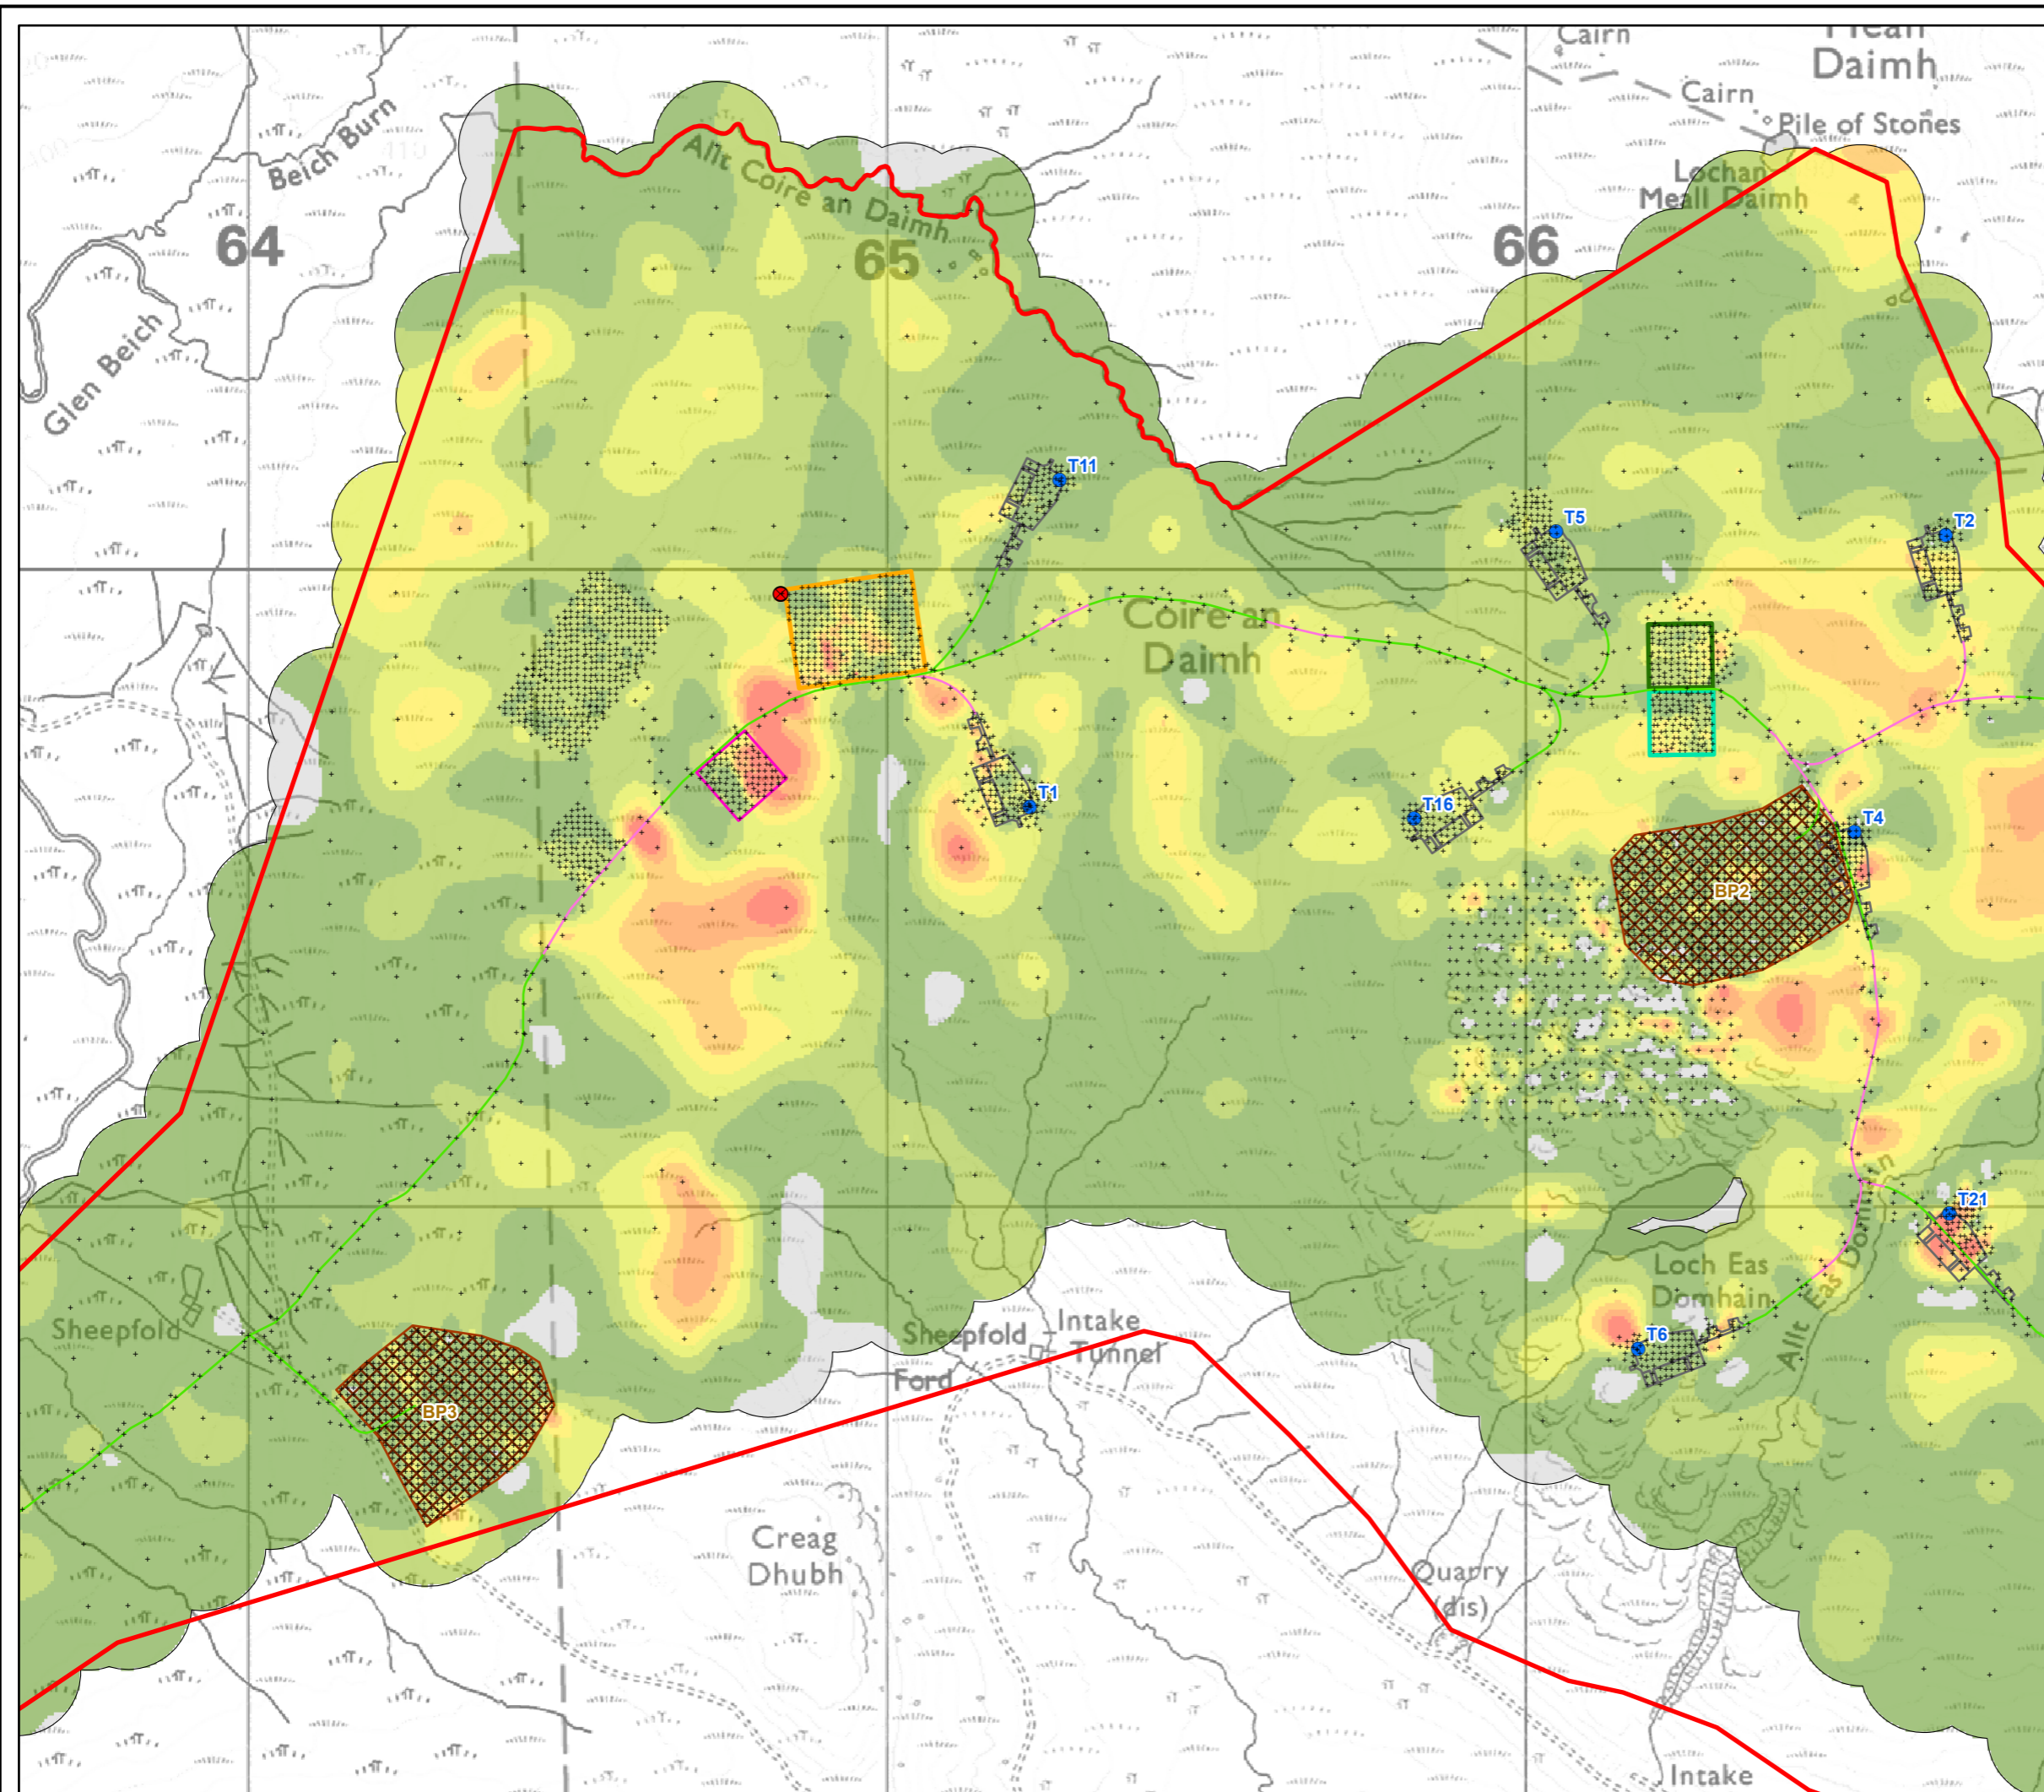 Cairn
Daimh
Cairn
Pile of Stones
Beich Burn
Allt Coire an Daimh
Lochan
Meall Daimh
64
65
66
Glen Beich
T11
T5
T2
Coire an
Daimh
T1
T16
T4
BP2
T21
Loch Eas
Domhain
Allt Eas Domhain
Sheepfold
Sheepfold
Intake
Tunnel
T6
Ford
BP3
Creag
Dhubh
Quarry
(dis)
Intake